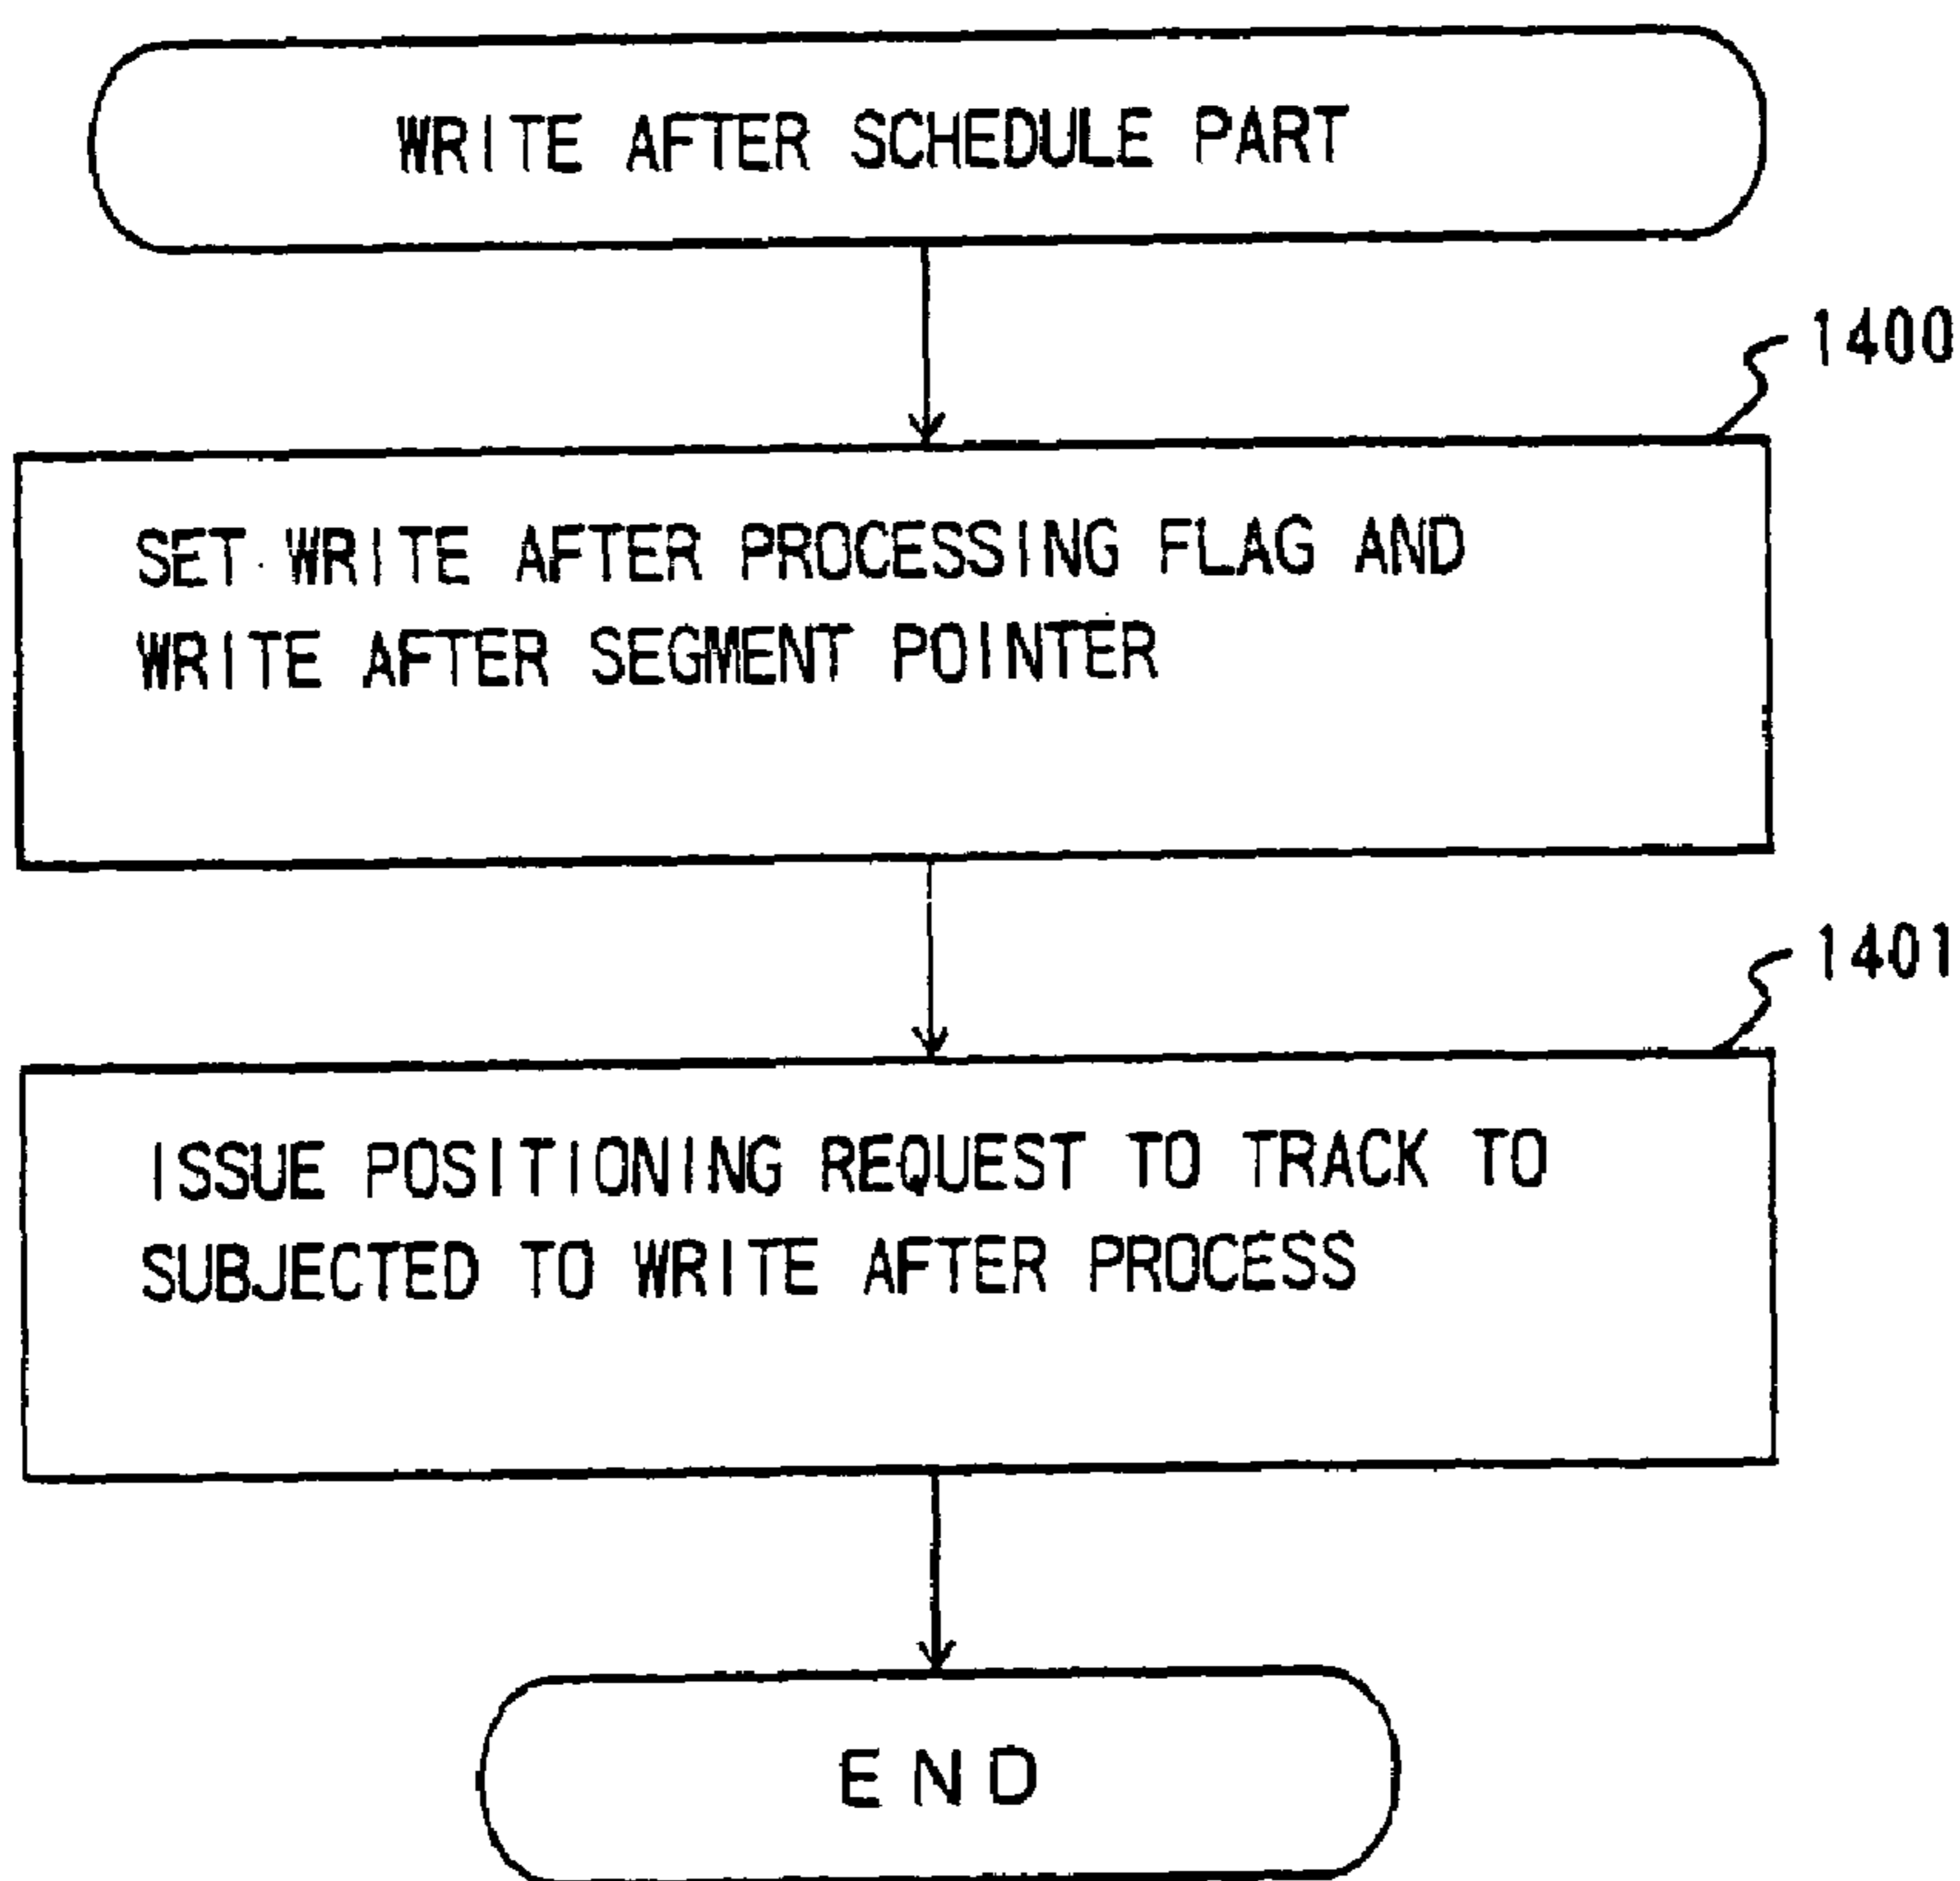 WRITE AFTER SCHEDULE PART
1400
SET WRITE AFTER PROCESSING FLAG AND
WRITE AFTER SEGMENT POINTER
1401
ISSUE POSITIONING REQUEST TO TRACK TO
SUBJECTED TO WRITE AFTER PROCESS
END